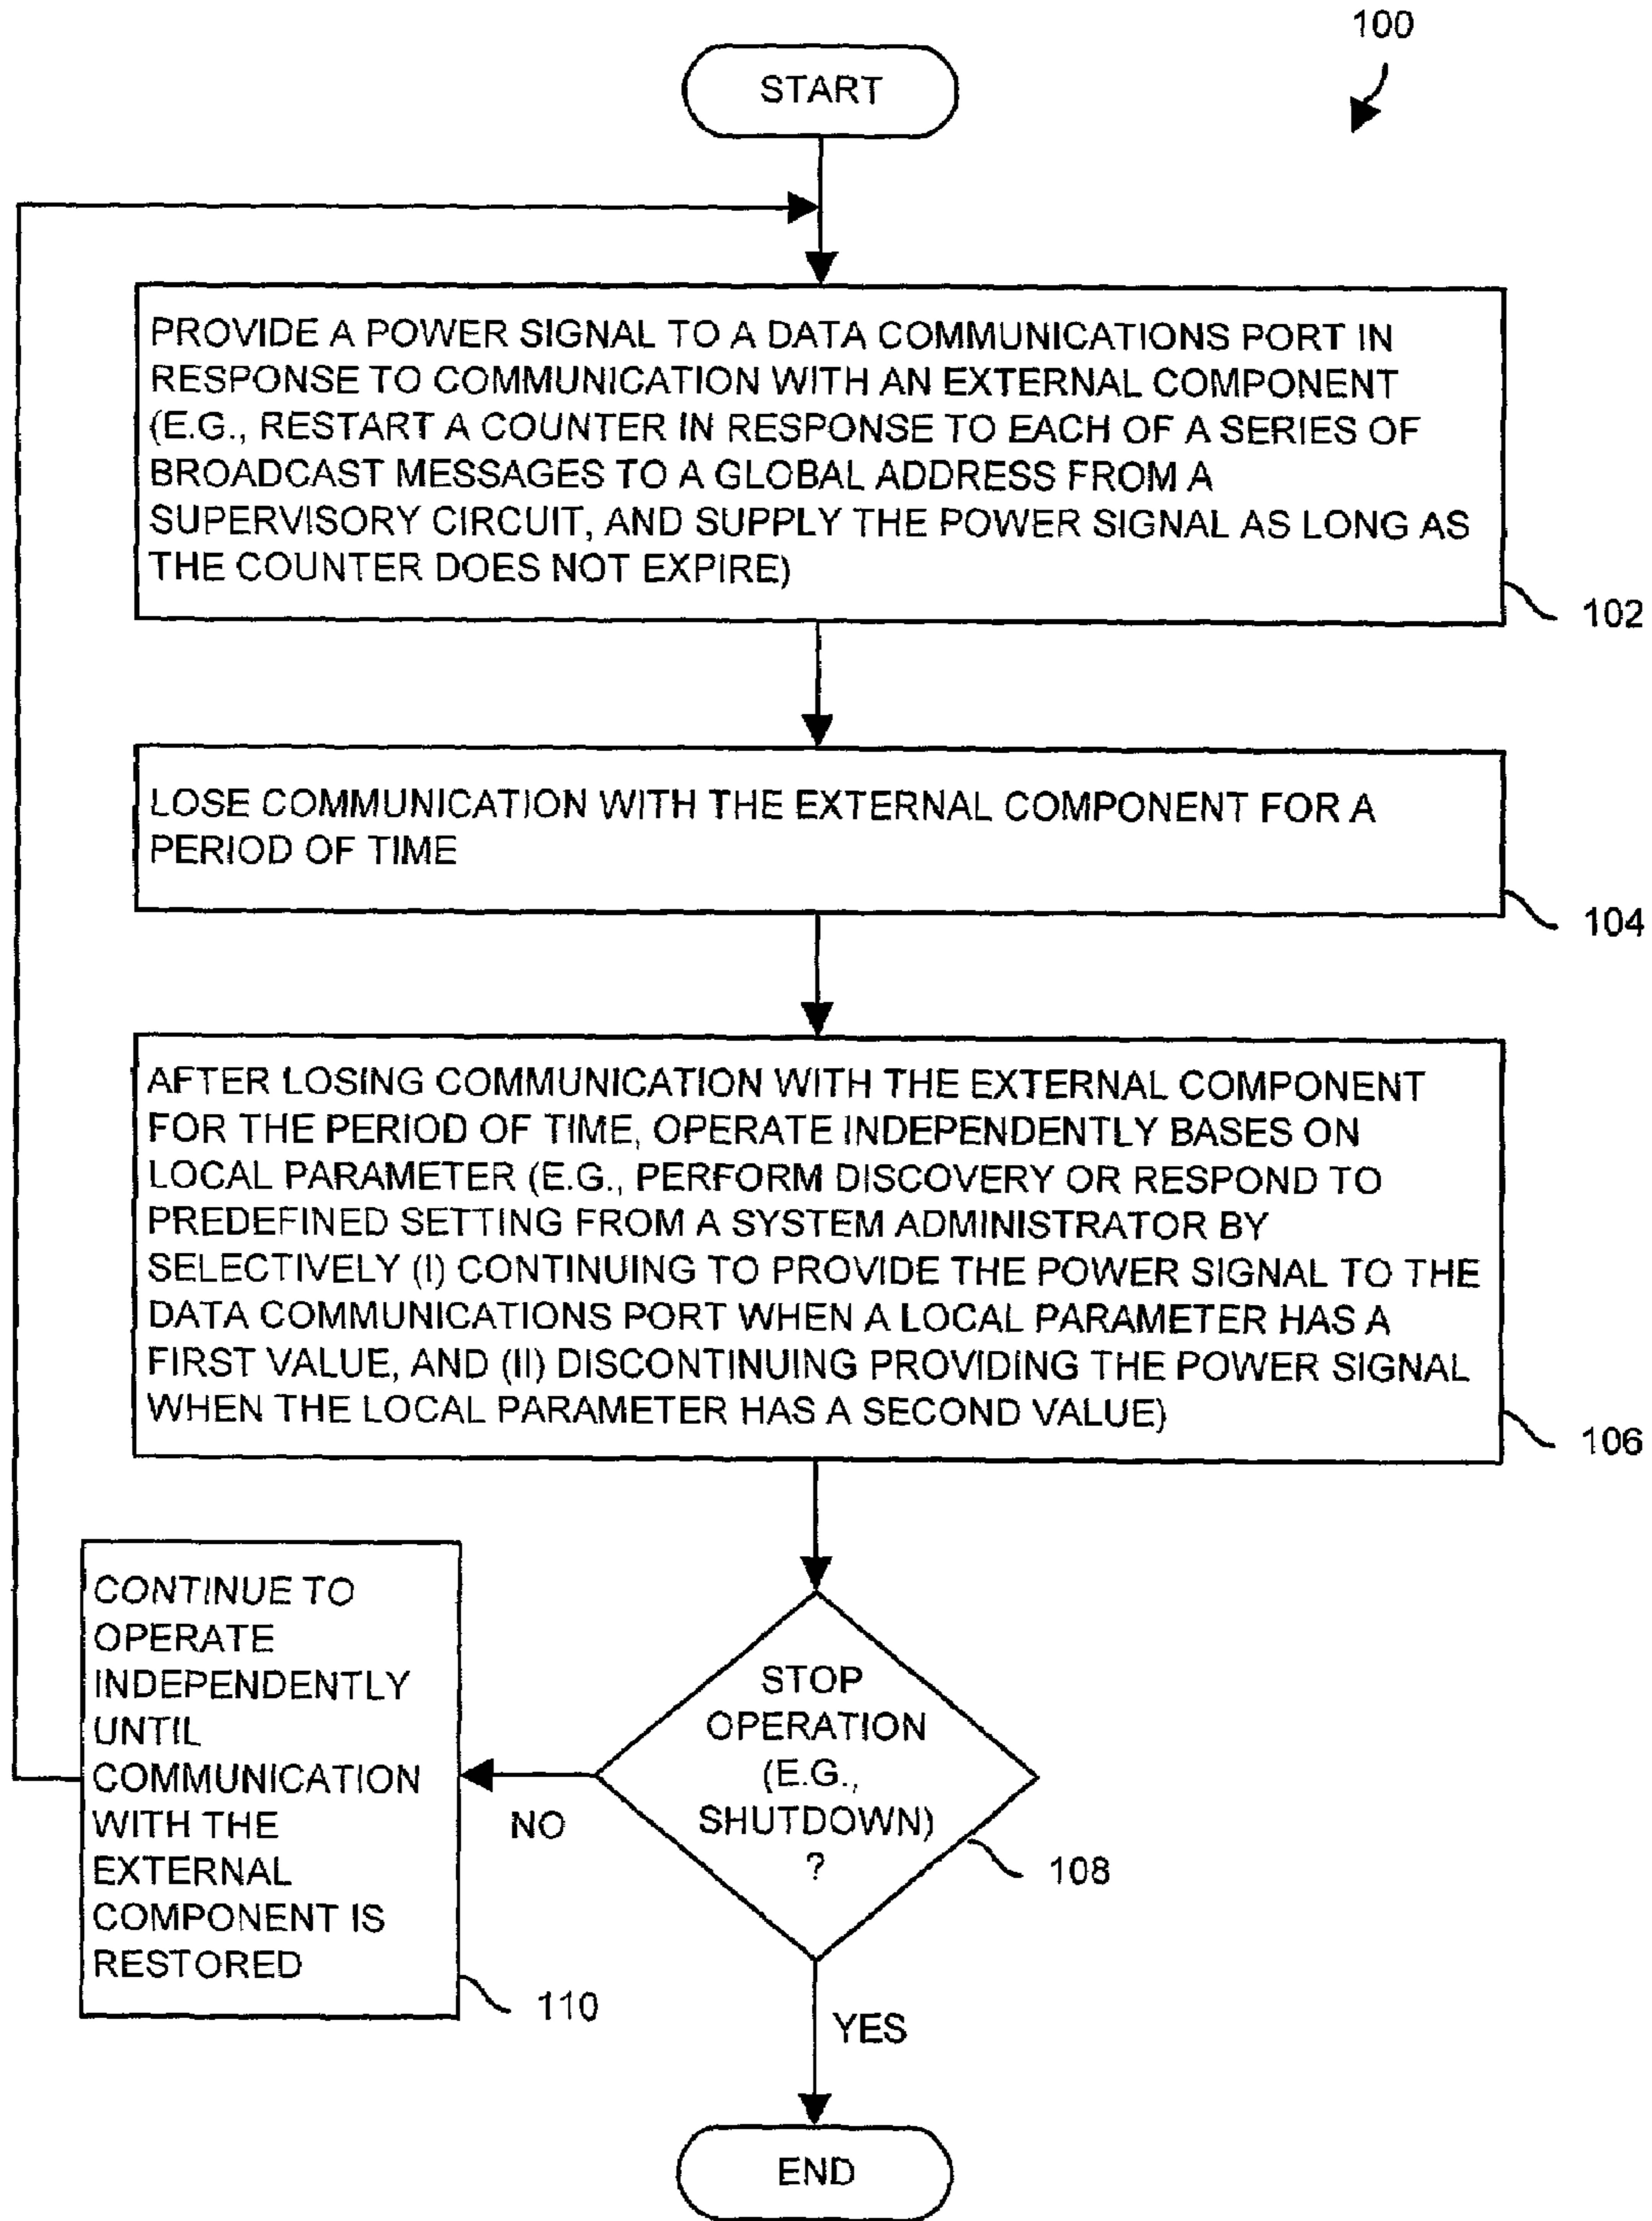 100
START
PROVIDE A POWER SIGNAL TO A DATA COMMUNICATIONS PORT IN
RESPONSE TO COMMUNICATION WITH AN EXTERNAL COMPONENT
(E.G., RESTART A COUNTER IN RESPONSE TO EACH OF A SERIES OF
BROADCAST MESSAGES TO A GLOBAL ADDRESS FROM A
SUPERVISORY CIRCUIT, AND SUPPLY THE POWER SIGNAL AS LONG AS
THE COUNTER DOES NOT EXPIRE)
102
LOSE COMMUNICATION WITH THE EXTERNAL COMPONENT FOR A
PERIOD OF TIME
104
AFTER LOSING COMMUNICATION WITH THE EXTERNAL COMPONENT
FOR THE PERIOD OF TIME, OPERATE INDEPENDENTLY BASES ON
LOCAL PARAMETER (E.G., PERFORM DISCOVERY OR RESPOND TO
PREDEFINED SETTING FROM A SYSTEM ADMINISTRATOR BY
SELECTIVELY (I) CONTINUING TO PROVIDE THE POWER SIGNAL TO THE
DATA COMMUNICATIONS PORT WHEN A LOCAL PARAMETER HAS A
FIRST VALUE, AND (II) DISCONTINUING PROVIDING THE POWER SIGNAL
WHEN THE LOCAL PARAMETER HAS A SECOND VALUE)
106
STOP
OPERATION
(E.G.,
SHUTDOWN)
?
108
NO
CONTINUE TO
OPERATE
INDEPENDENTLY
UNTIL
COMMUNICATION
WITH THE
EXTERNAL
COMPONENT IS
RESTORED
110
YES
END